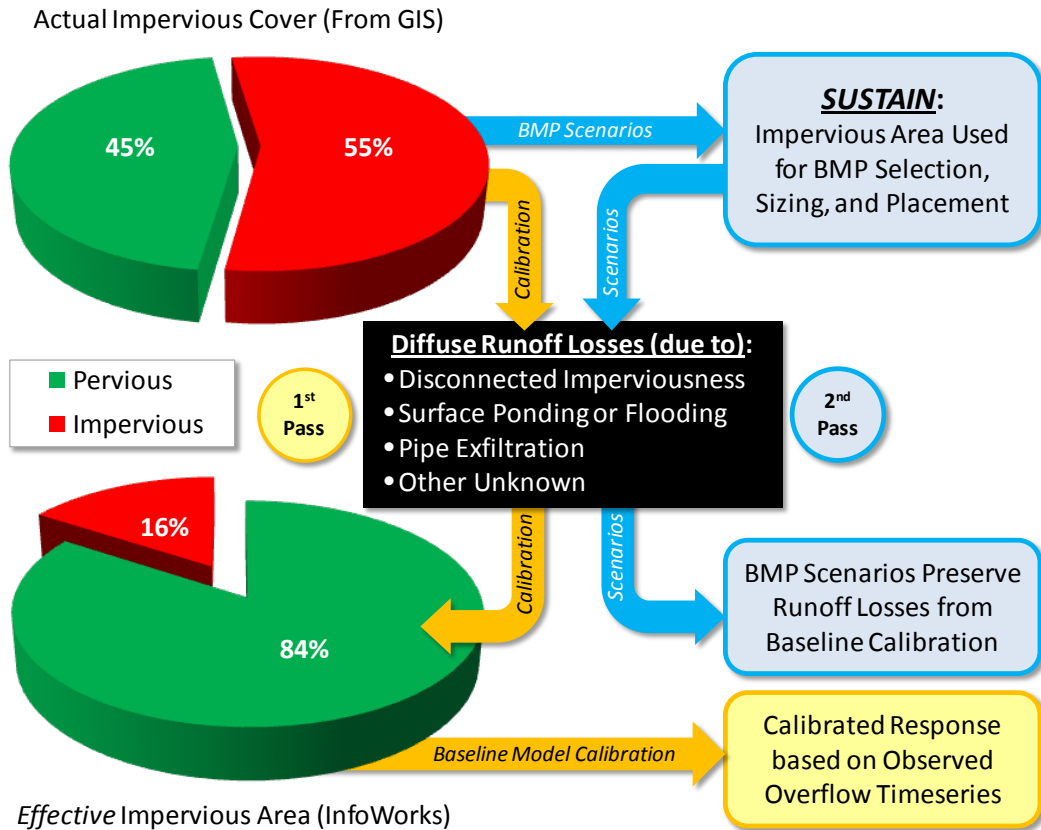 Actual Impervious Cover (From GIS)
45%
55%
BMP Scenarios
SUSTAIN:
Impervious Area Used
for BMP Selection,
Sizing, and Placement
Calibration
Scenarios
Pervious
Impervious
1st
Pass
Diffuse Runoff Losses (due to):
•Disconnected Imperviousness
•Surface Ponding or Flooding
•Pipe Exfiltration
•Other Unknown
2nd
Pass
16%
84%
Calibration
Scenarios
BMP Scenarios Preserve
Runoff Losses from
Baseline Calibration
Baseline Model Calibration
Calibrated Response
based on Observed
Overflow Timeseries
Effective Impervious Area (InfoWorks)